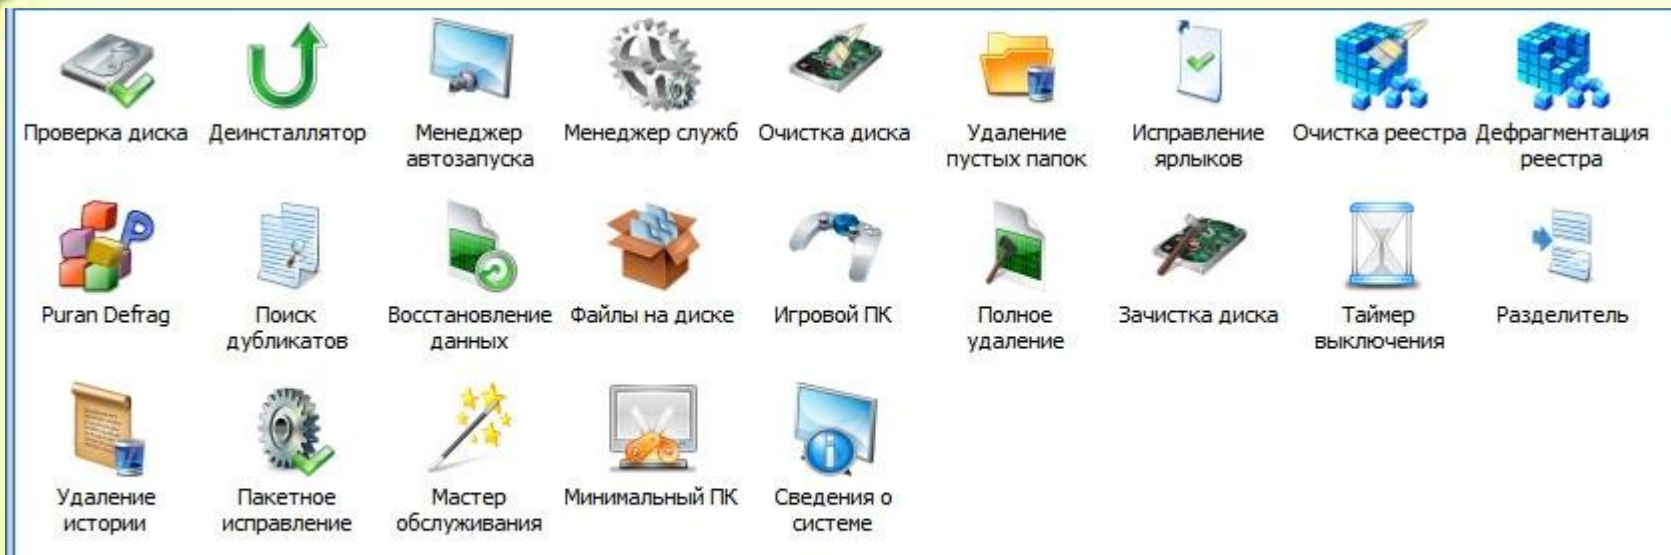 Проверка диска
Деинсталлятор
Менеджер
автозапуска
Менеджер служб
Очистка диска
Удаление
пустых папок
Исправление
ярлыков
Очистка реестра
Дефрагментация
реестра
Puran Defrag
Поиск
дубликатов
Восстановление
данных
Файлы на диске
Игровой ПК
Полное
удаление
Зачистка диска
Таймер
выключения
Разделитель
Удаление
истории
Пакетное
исправление
Мастер
обслуживания
Минимальный ПК
Сведения о
системе